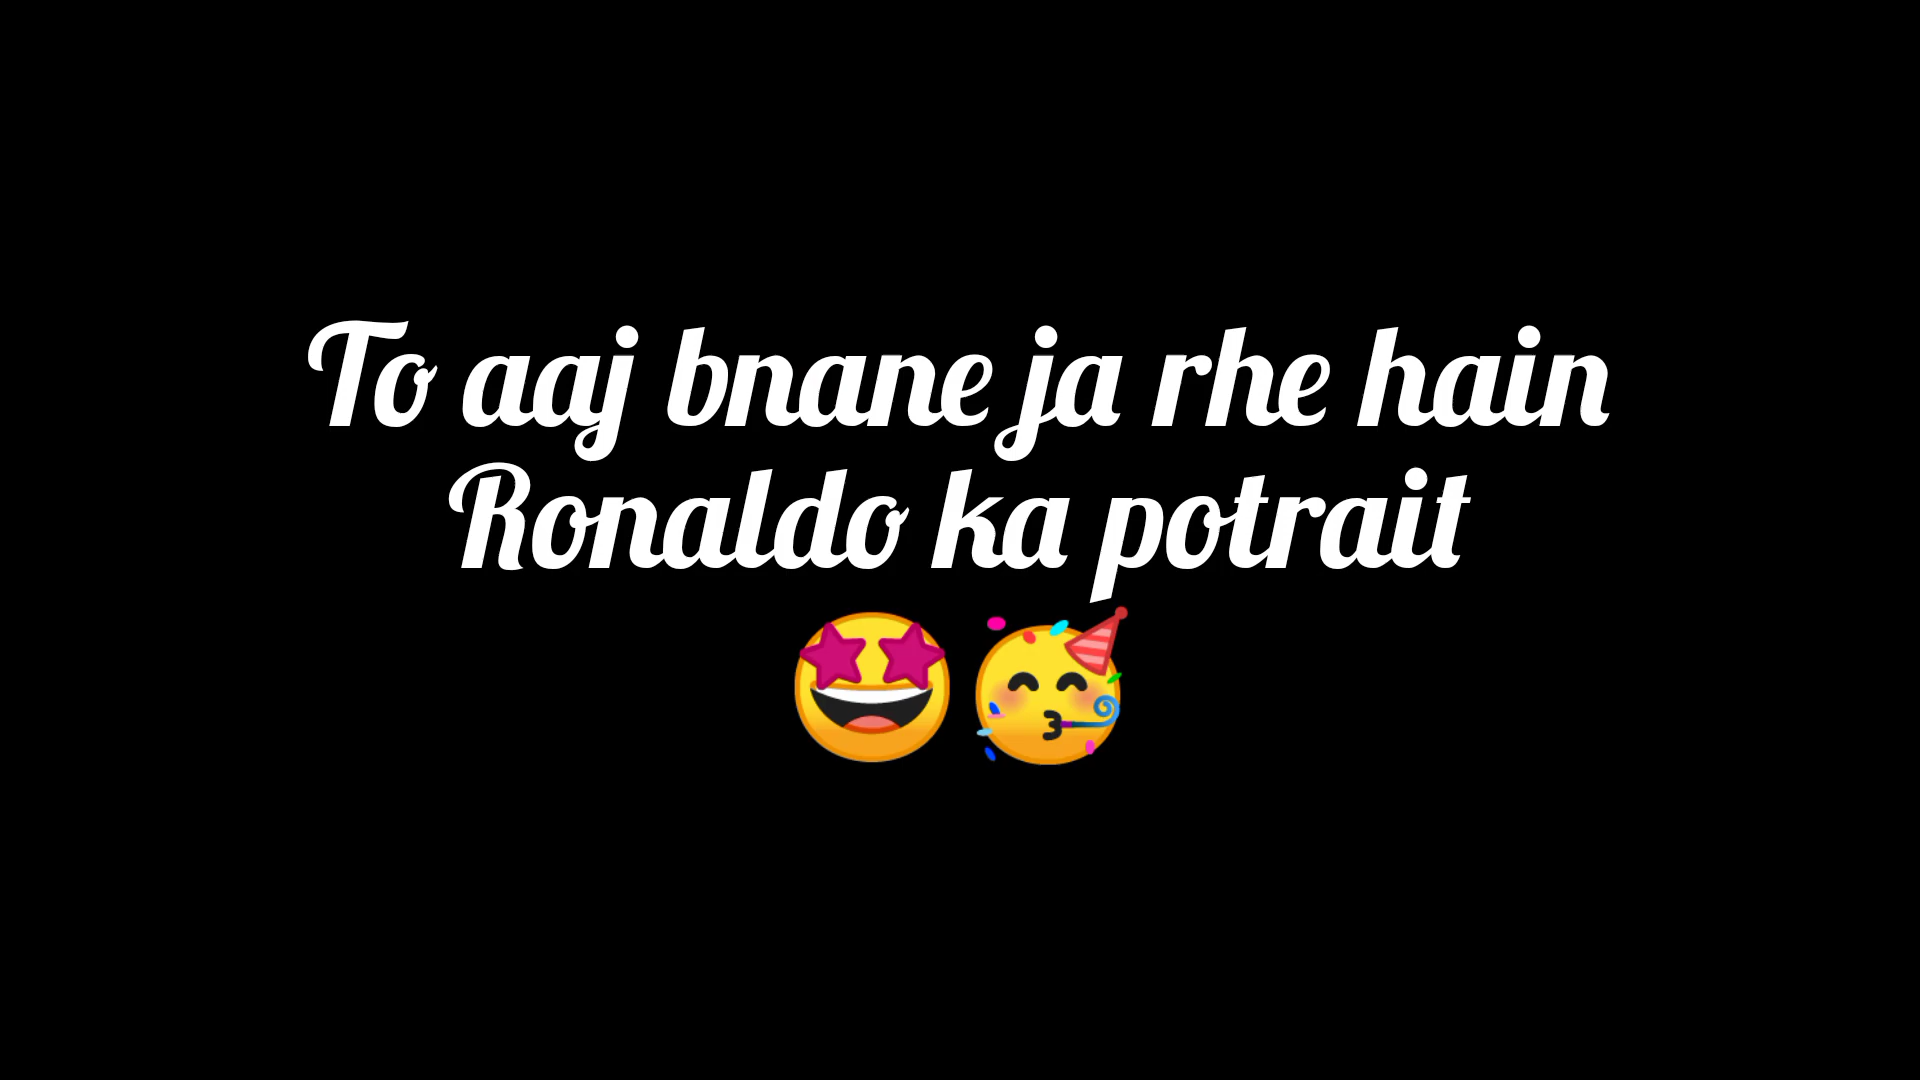 To aaj bnane ja rhe hain
Ronaldo ka potrait
🤩🥳